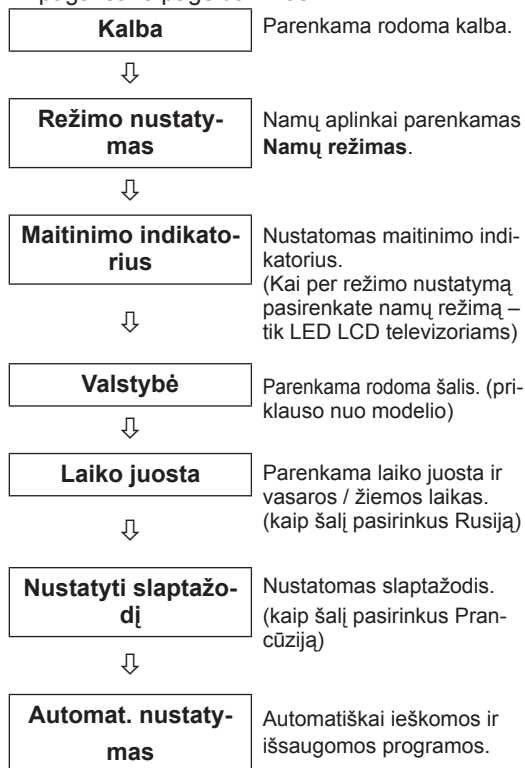 Kalba
Parenkama rodoma kalba.
Režimo nustaty-
mas
Namų aplinkai parenkamas
Namų režimas.
Maitinimo indikato-
rius
Nustatomas maitinimo indi-
katorius.
(Kai per režimo nustatymą
pasirenkate namų režimą –
tik LED LCD televizoriams)
Valstybė
Parenkama rodoma šalis. (pri-
klauso nuo modelio)
Laiko juosta
Parenkama laiko juosta ir
vasaros / žiemos laikas.
(kaip šalį pasirinkus Rusiją)
Nustatyti slaptažo-
dį
Nustatomas slaptažodis.
(kaip šalį pasirinkus Pran-
cūziją)
Automat. nustaty-
mas
Automatiškai ieškomos ir
išsaugomos programos.